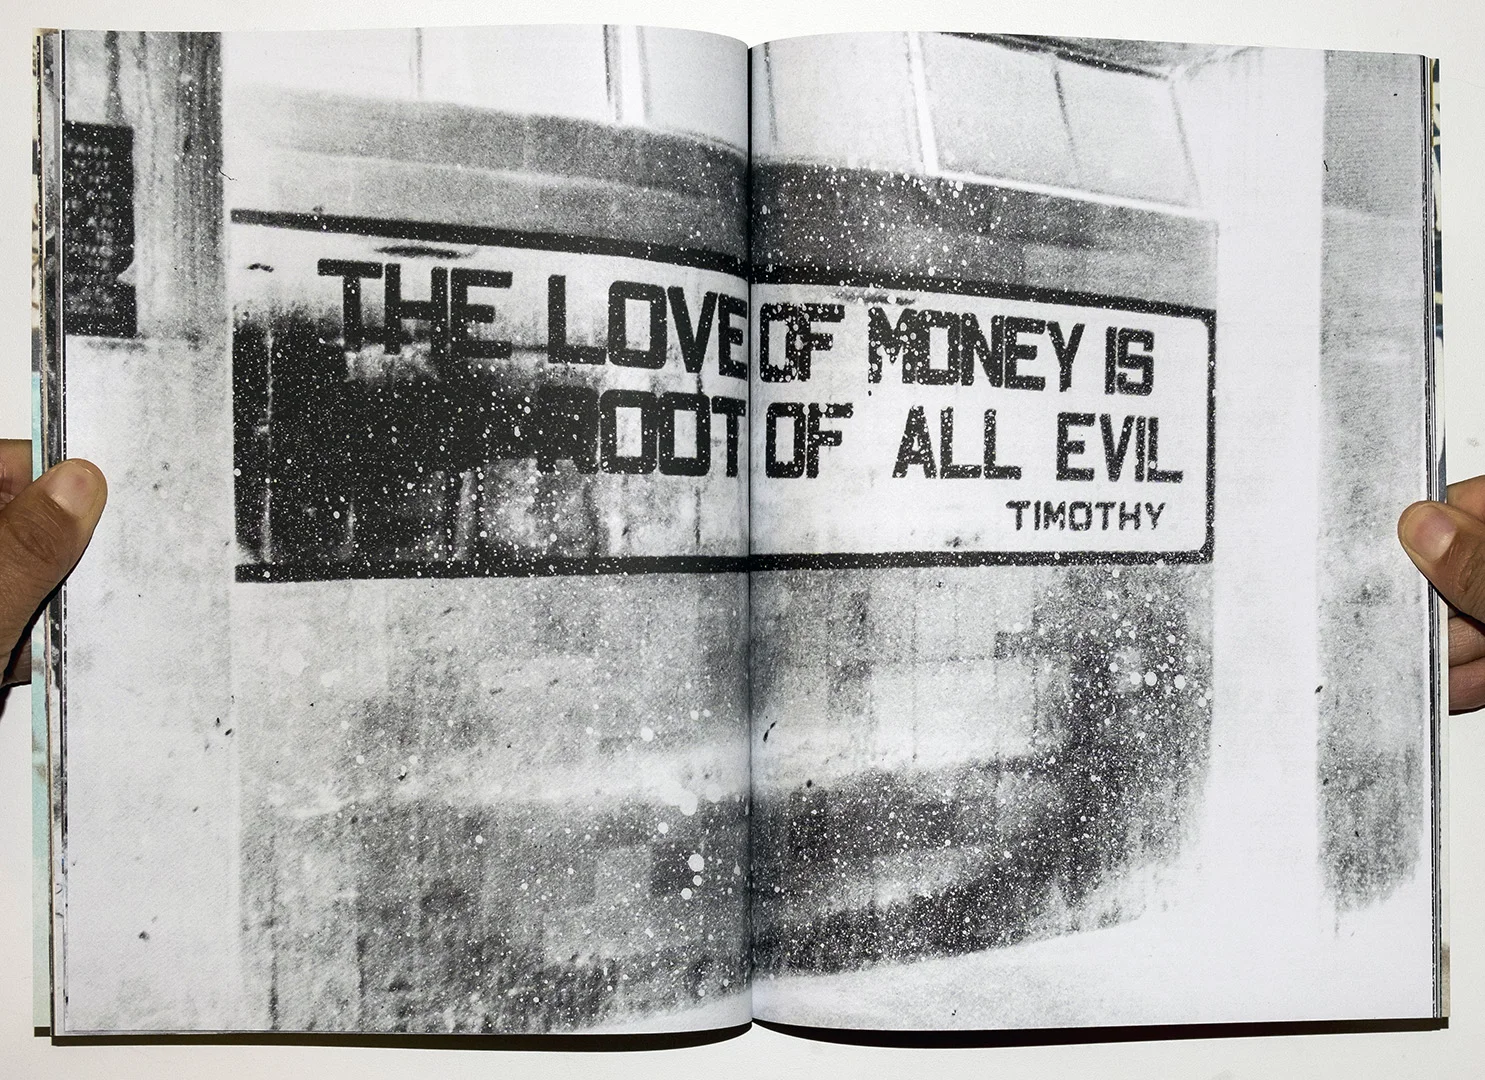 THE LOVE OF MONEY IS
ROOT OF ALL EVIL
TIMOTHY